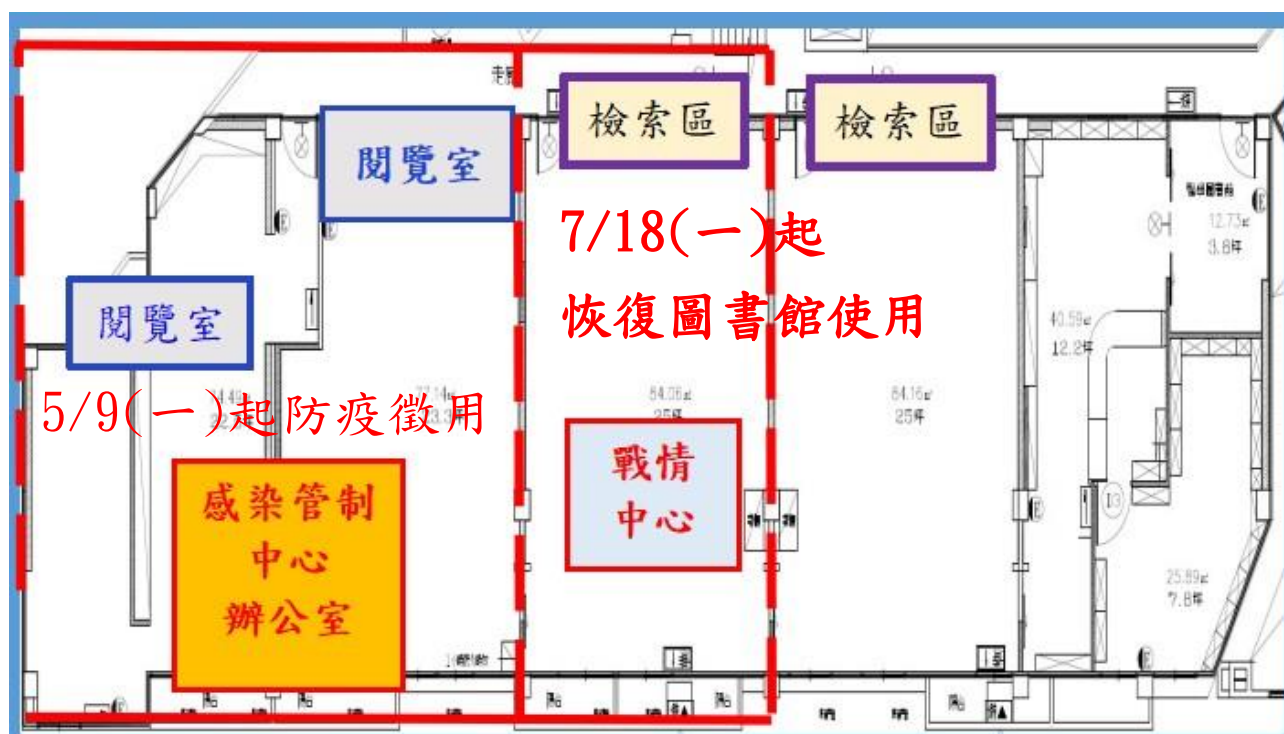 檢索區
檢索區
閱覽室
7/18(一)起
恢復圖書館使用
閱覽室
5/9(一)起防疫徵用
感染管制
中心
辦公室
戰情
中心
12.73㎡
3.8坪
40.59㎡
12.2坪
84.06㎡
25坪
84.16㎡
25坪
25.89㎡
7.8坪